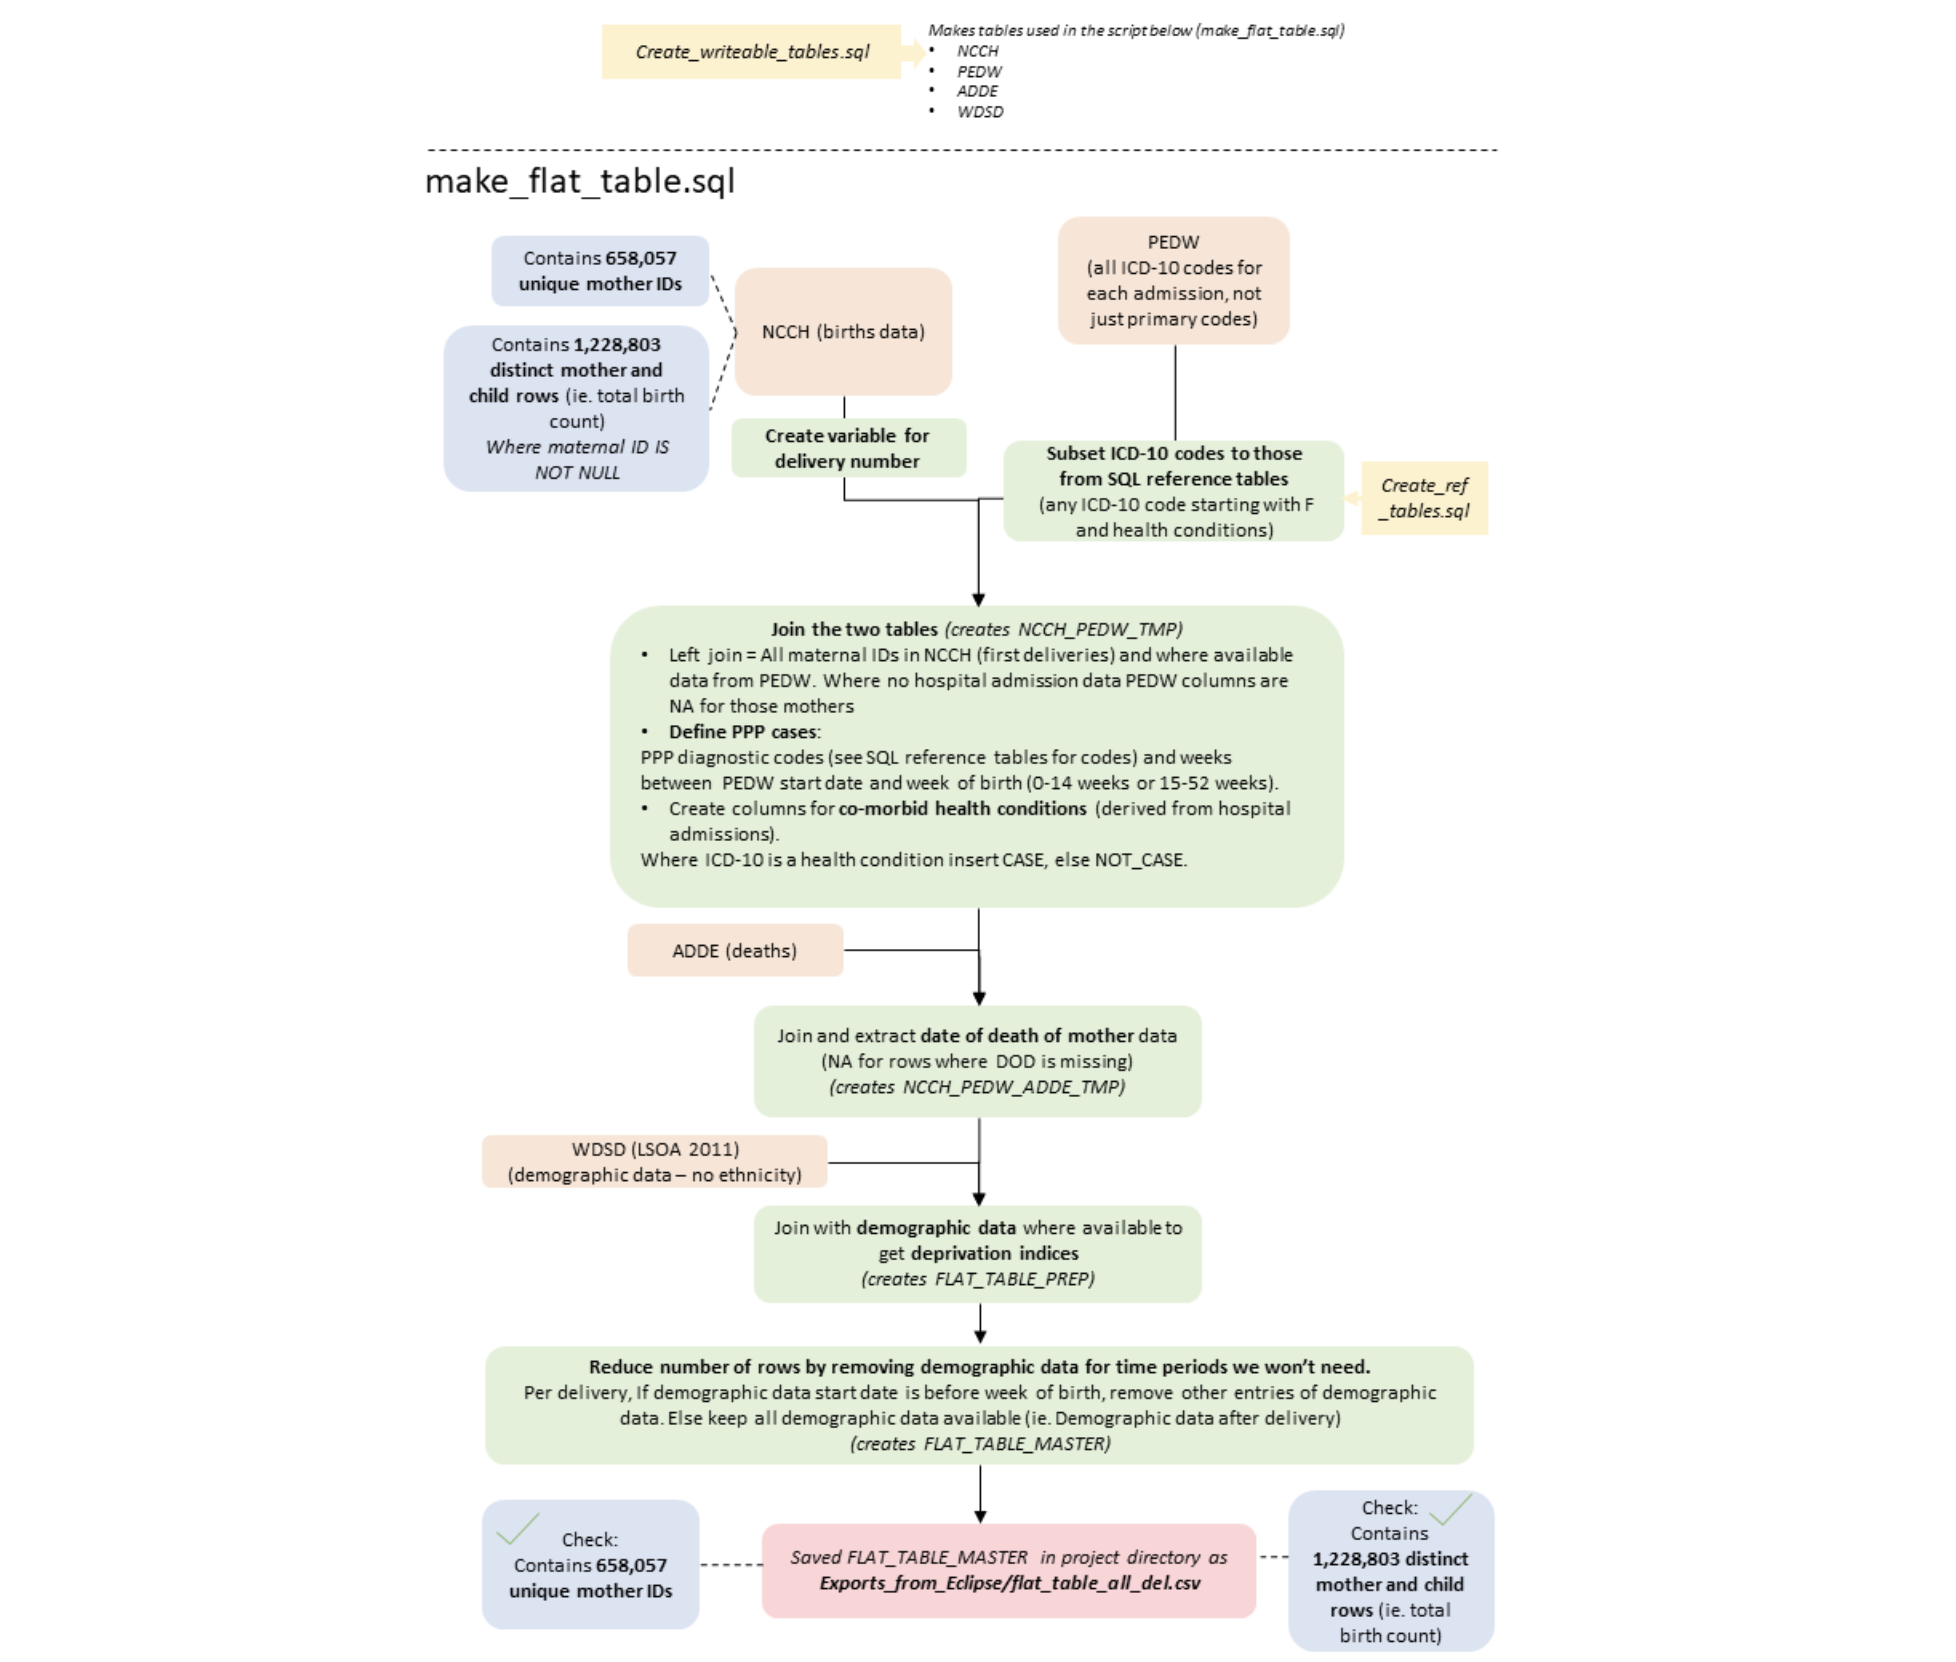 Create_writeable_tables.sql
Makes tables used in the script below (make_flat_table.sql)
• NCCH
• PEDW
• ADDE
• WDSD
make_flat_table.sql
Contains 658,057
unique mother IDs
Contains 1,228,803
distinct mother and
child rows (ie. total birth
count)
Where maternal ID IS
NOT NULL
NCCH (births data)
Create variable for
delivery number
PEDW
(all ICD-10 codes for
each admission, not
just primary codes)
Subset ICD-10 codes to those
from SQL reference tables
(any ICD-10 code starting with F
and health conditions)
Create_ref
_tables.sql
Join the two tables (creates NCCH_PEDW_TMP)
• Left join = All maternal IDs in NCCH (first deliveries) and where available
data from PEDW. Where no hospital admission data PEDW columns are
NA for those mothers
• Define PPP cases:
PPP diagnostic codes (see SQL reference tables for codes) and weeks
between PEDW start date and week of birth (0-14 weeks or 15-52 weeks).
• Create columns for co-morbid health conditions (derived from hospital
admissions).
Where ICD-10 is a health condition insert CASE, else NOT_CASE.
ADDE (deaths)
Join and extract date of death of mother data
(NA for rows where DOD is missing)
(creates NCCH_PEDW_ADDE_TMP)
WDSD (LSOA 2011)
(demographic data – no ethnicity)
Join with demographic data where available to
get deprivation indices
(creates FLAT_TABLE_PREP)
Reduce number of rows by removing demographic data for time periods we won't need.
Per delivery, If demographic data start date is before week of birth, remove other entries of demographic
data. Else keep all demographic data available (ie. Demographic data after delivery)
(creates FLAT_TABLE_MASTER)
Check:
Contains 658,057
unique mother IDs
Saved FLAT_TABLE_MASTER in project directory as
Exports_from_Eclipse/flat_table_all_del.csv
Check:
Contains
1,228,803 distinct
mother and child
rows (ie. total
birth count)